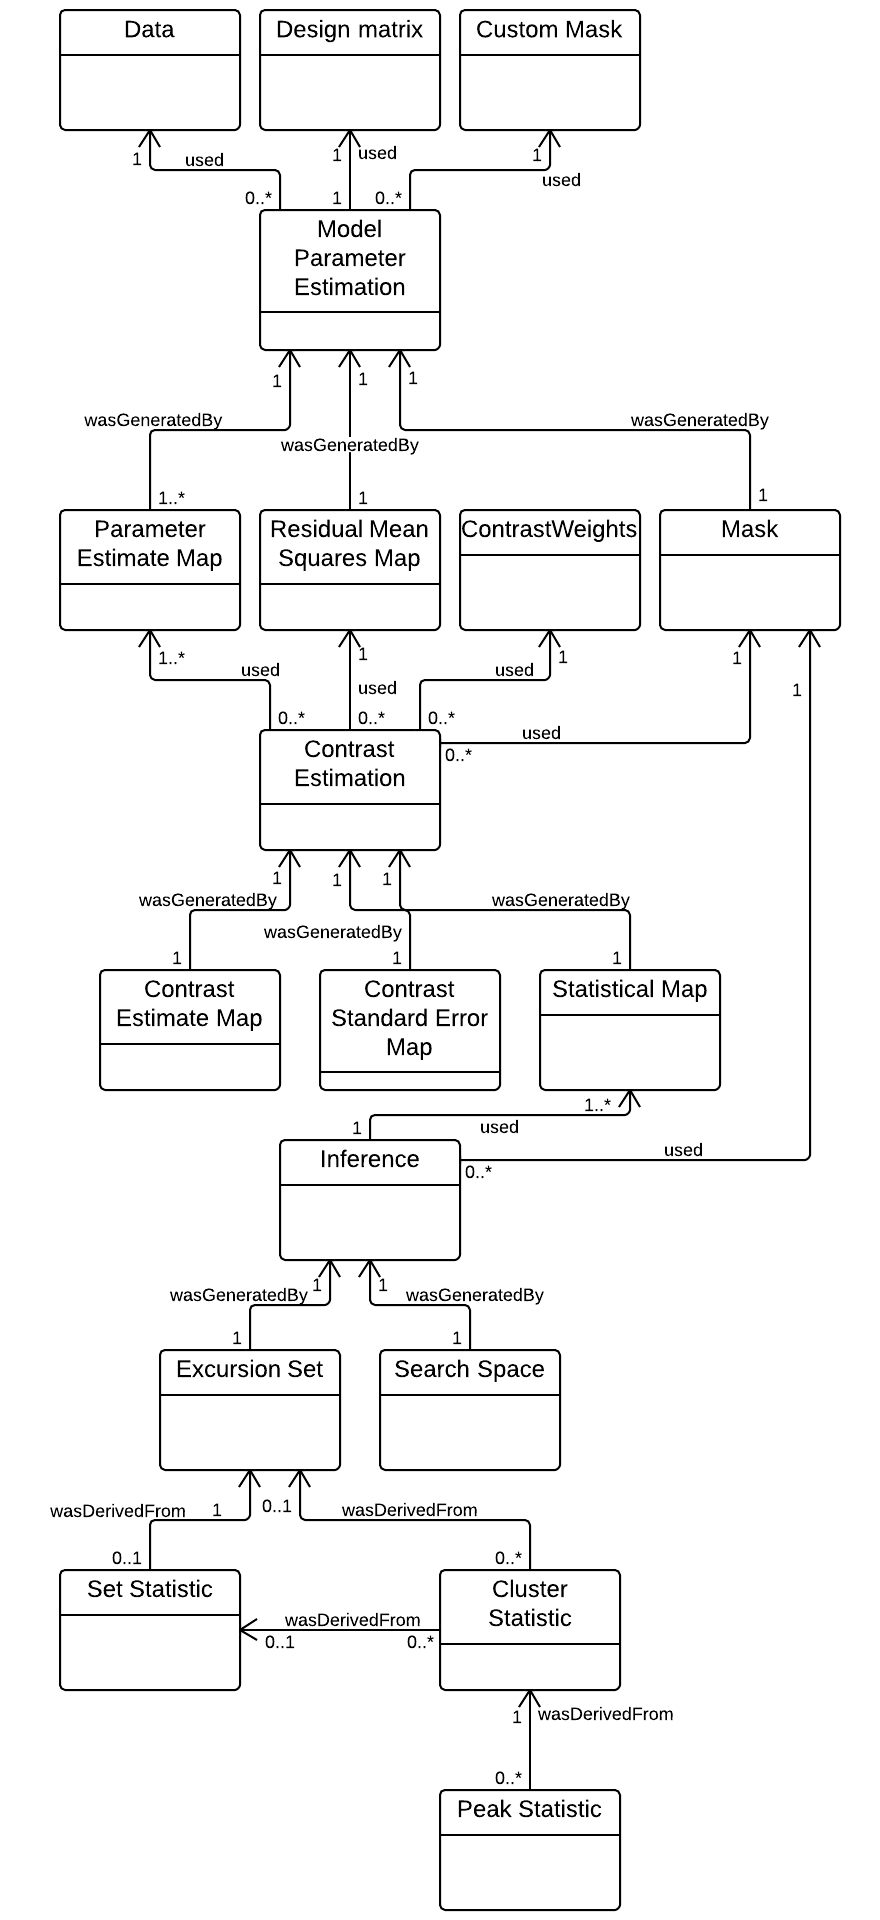 Data
Design matrix
Custom Mask
1
used
1
used
1
used
0..*
1
0..*
Model
Parameter
Estimation
1
1
1
wasGeneratedBy
wasGeneratedBy
wasGeneratedBy
1..*
1
1
Parameter
Estimate Map
Residual Mean
Squares Map
ContrastWeights
Mask
1..*
used
1
used
used
1
1
1
0..*
0..*
0..*
used
0..*
Contrast
Estimation
1
1
1
wasGeneratedBy
wasGeneratedBy
wasGeneratedBy
1
1
1
Contrast
Estimate Map
Contrast
Standard Error
Map
Statistical Map
1..*
1
used
used
0..*
Inference
1
1
wasGeneratedBy
wasGeneratedBy
1
1
Excursion Set
Search Space
wasDerivedFrom
1
0..1
wasDerivedFrom
0..1
0..*
Set Statistic
Cluster
Statistic
wasDerivedFrom
0..1
0..*
1
wasDerivedFrom
0..*
Peak Statistic